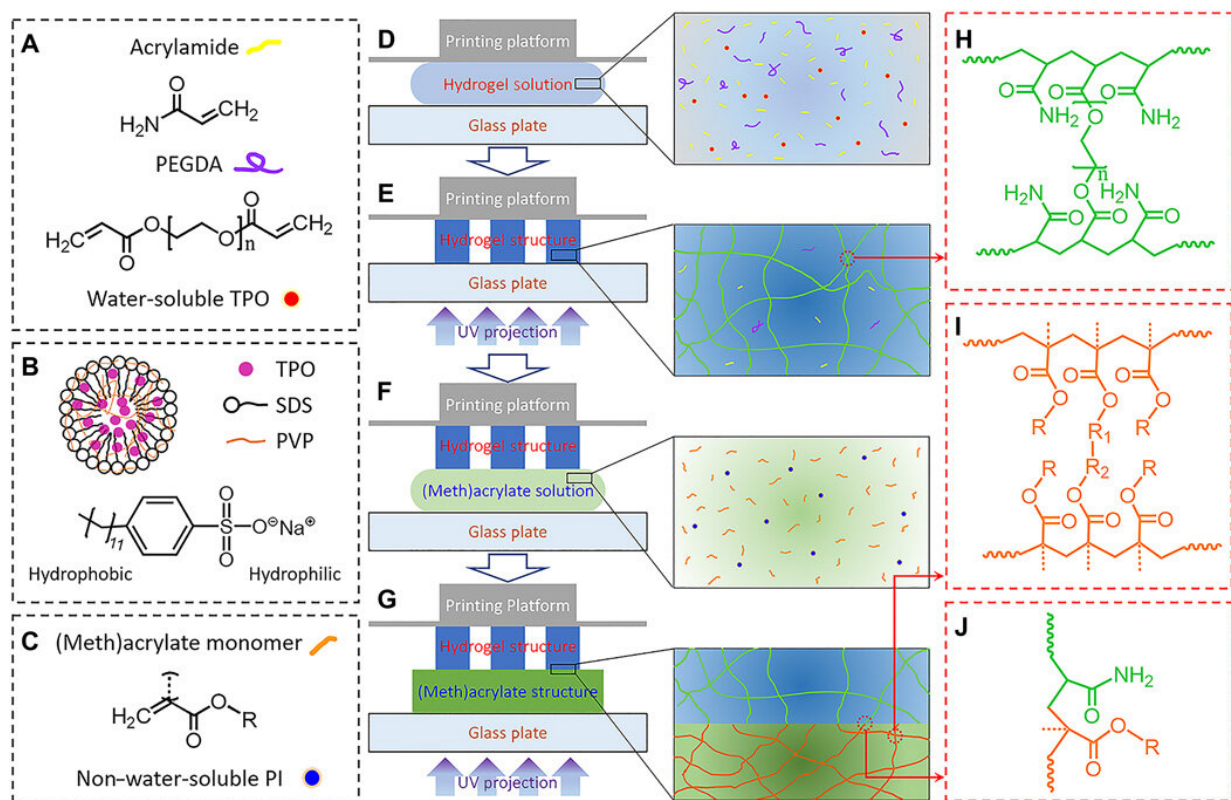 A
Acrylamide
O
H₂N
CH₂
PEGDA
H₂C
O
O
O
n
O
CH₂
Water-soluble TPO
B
TPO
SDS
PVP
11
O
S
O
O⊖Na⊕
Hydrophobic
Hydrophilic
C
(Meth)acrylate monomer
H₂C
O
O
R
Non–water-soluble PI
D
Printing platform
Hydrogel solution
Glass plate
E
Printing platform
Hydrogel structure
Glass plate
UV projection
F
Printing platform
Hydrogel structure
(Meth)acrylate solution
Glass plate
G
Printing Platform
Hydrogel structure
(Meth)acrylate structure
Glass plate
UV projection
H
O
NH₂
O
O
O
NH₂
n
H₂N
O
O
O
H₂N
O
I
O
O
O
O
O
O
R
R₁
R
R
R₂
R
O
O
O
O
O
O
J
NH₂
O
O
R
O